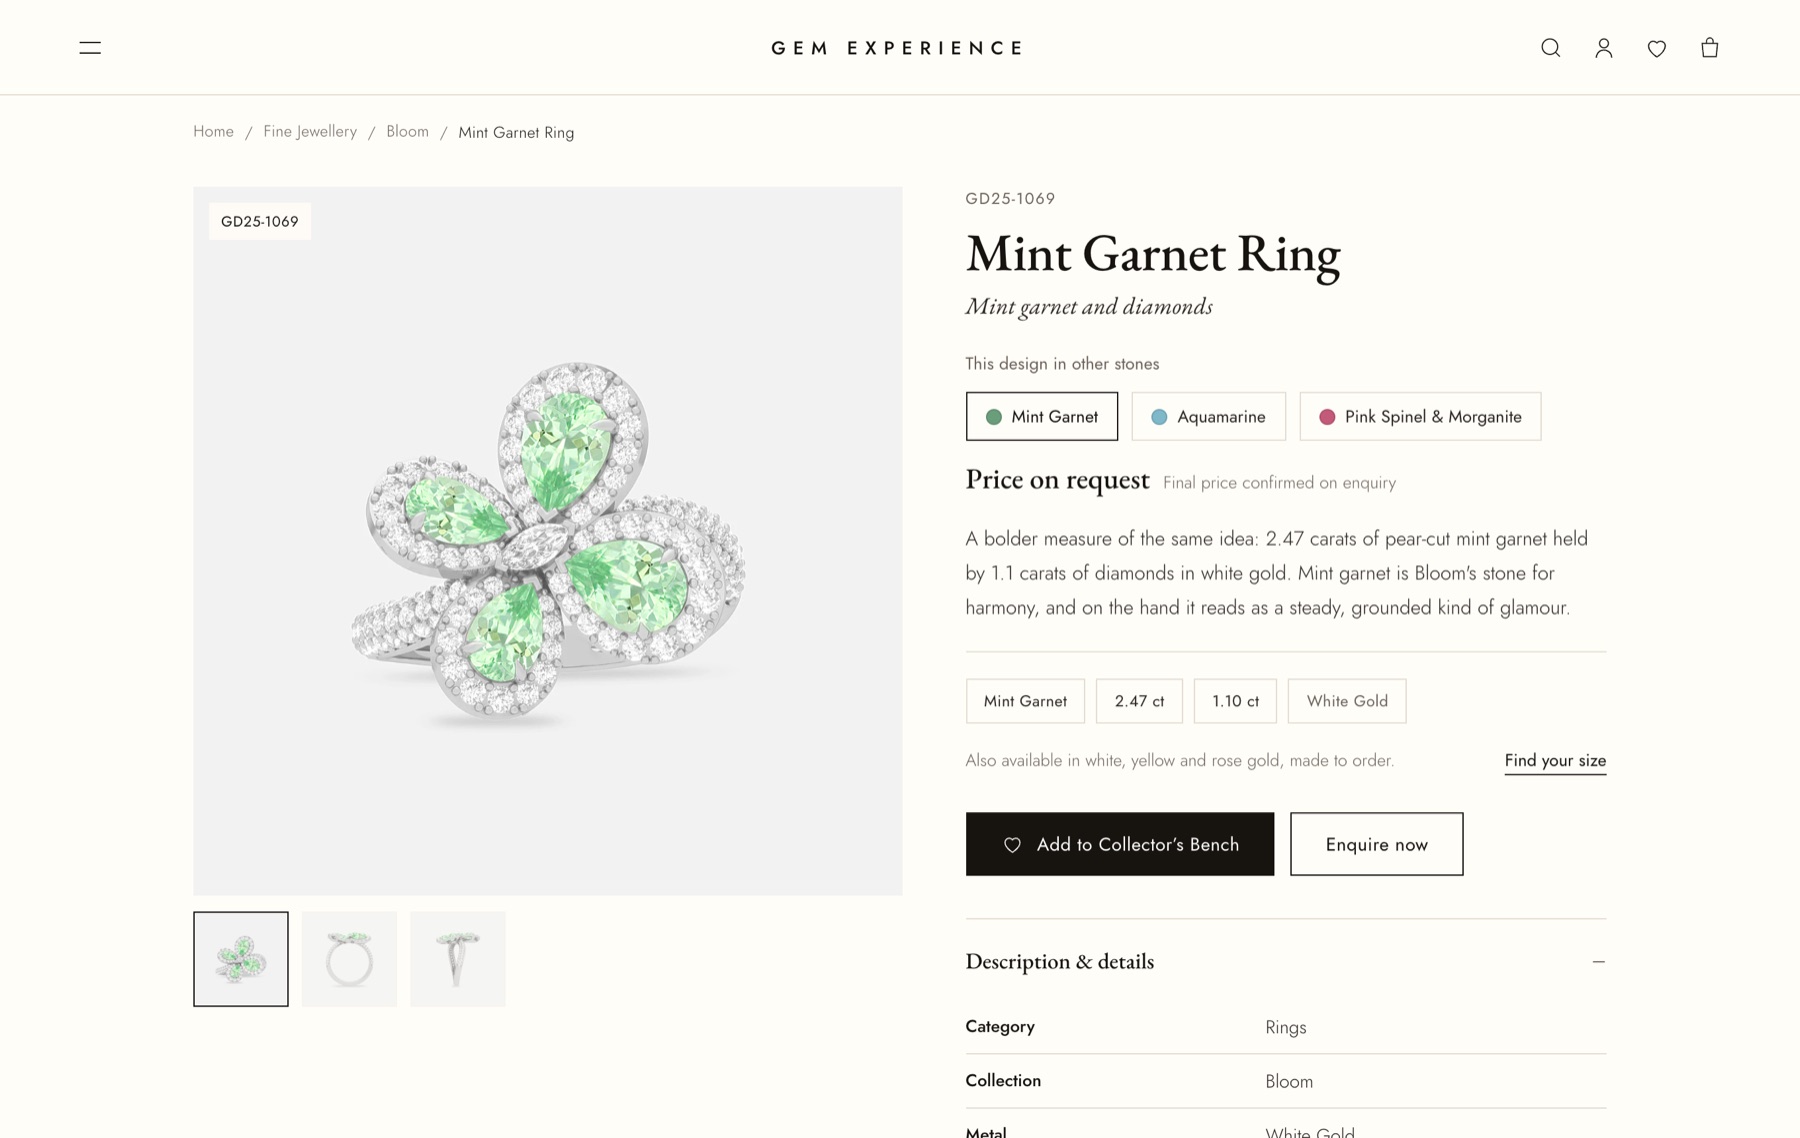 GEM EXPERIENCE
Home / Fine Jewellery / Bloom / Mint Garnet Ring
GD25-1069
GD25-1069
Mint Garnet Ring
Mint garnet and diamonds
This design in other stones
Mint Garnet
Aquamarine
Pink Spinel & Morganite
Price on request Final price confirmed on enquiry
A bolder measure of the same idea: 2.47 carats of pear-cut mint garnet held
by 1.1 carats of diamonds in white gold. Mint garnet is Bloom's stone for
harmony, and on the hand it reads as a steady, grounded kind of glamour.
Mint Garnet
2.47 ct
1.10 ct
White Gold
Also available in white, yellow and rose gold, made to order.
Find your size
Add to Collector's Bench
Enquire now
Description & details
Category Rings
Collection Bloom
Metal White Gold